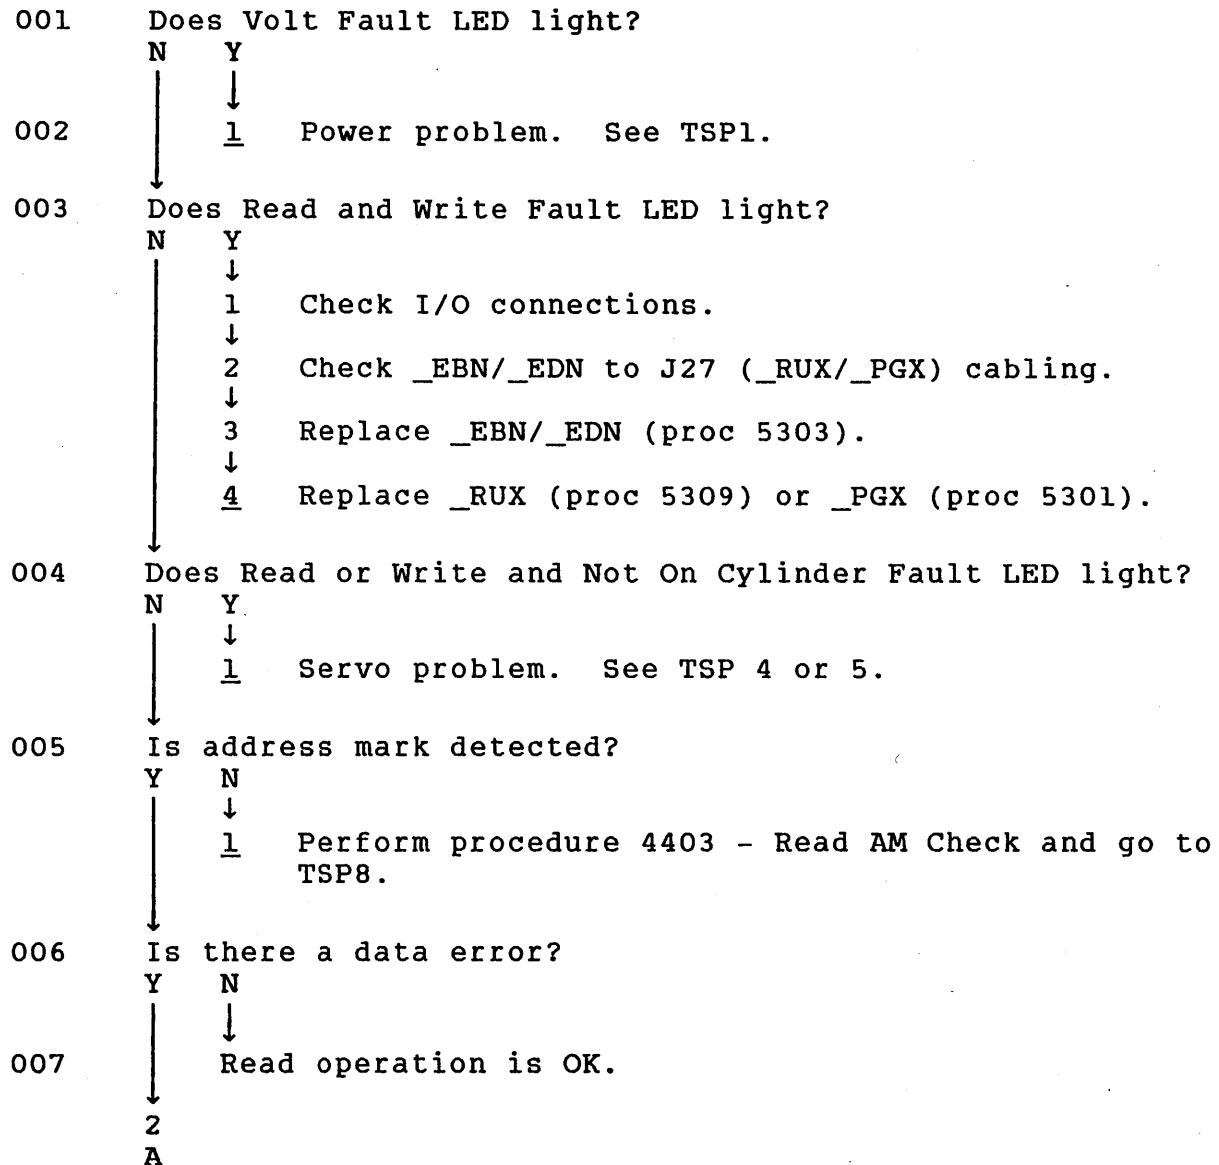 001 Does Volt Fault LED light?
N Y
002 1 Power problem. See TSP1.
003 Does Read and Write Fault LED light?
N Y
1 Check I/O connections.
2 Check _EBN/_EDN to J27 (_RUX/_PGX) cabling.
3 Replace _EBN/_EDN (proc 5303).
4 Replace _RUX (proc 5309) or _PGX (proc 5301).
004 Does Read or Write and Not On Cylinder Fault LED light?
N Y
1 Servo problem. See TSP 4 or 5.
005 Is address mark detected?
Y N
1 Perform procedure 4403 - Read AM Check and go to
TSP8.
006 Is there a data error?
Y N
007 Read operation is OK.
2
A